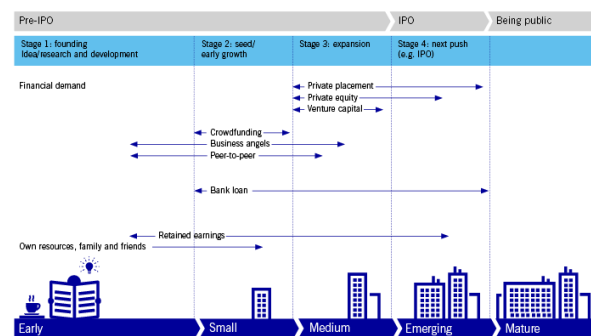 Pre-IPO
IPO
Being public
Stage 1: founding
Idea/research and development
Stage 2: seed/
early growth
Stage 3: expansion
Stage 4: next push
(e.g. IPO)
Financial demand
Private placement
Private equity
Venture capital
Crowdfunding
Business angels
Peer-to-peer
Bank loan
Retained earnings
Own resources, family and friends
Early
Small
Medium
Emerging
Mature